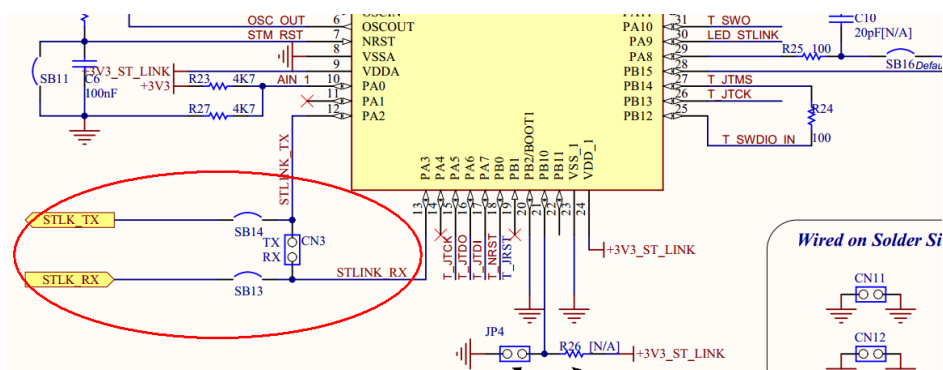 OSC_OUT
STM_RST
6
7
8
9
10
11
12
OSCIN
OSCOUT
NRST
VSSA
VDDA
PA0
PA1
PA2
PA11
PA10
PA9
PA8
PB15
PB14
PB13
PB12
31
30
29
28
27
26
25
T_SWO
LED_STLINK
R25
100
C10
20pF[N/A]
SB16
Defau
T_JTMS
T_JTCK
R24
100
T_SWDIO_IN
SB11
C6
100nF
+3V3_ST_LINK
+3V3
R23
4K7
AIN_1
R27
4K7
STLINK_TX
PA3
PA4
PA5
PA6
PA7
PB0
PB1
PB2/BOOT1
PB10
PB11
VSS_1
VDD_1
13
14
15
16
17
18
19
20
21
22
23
24
STLK_TX
SB14
TX
RX
CN3
STLK_RX
SB13
STLINK_RX
T_JTCK
T_JTDO
T_JTDI
T_NRST
T_JRST
+3V3_ST_LINK
JP4
R26
[N/A]
+3V3_ST_LINK
Wired on Solder Si
CN11
CN12